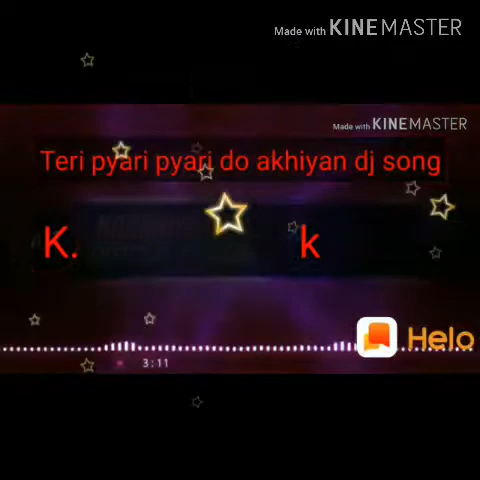 Made with KINEMASTER
Made with KINEMASTER
Teri pyari pyari do akhiyan dj song
K. k
Helo
3:11